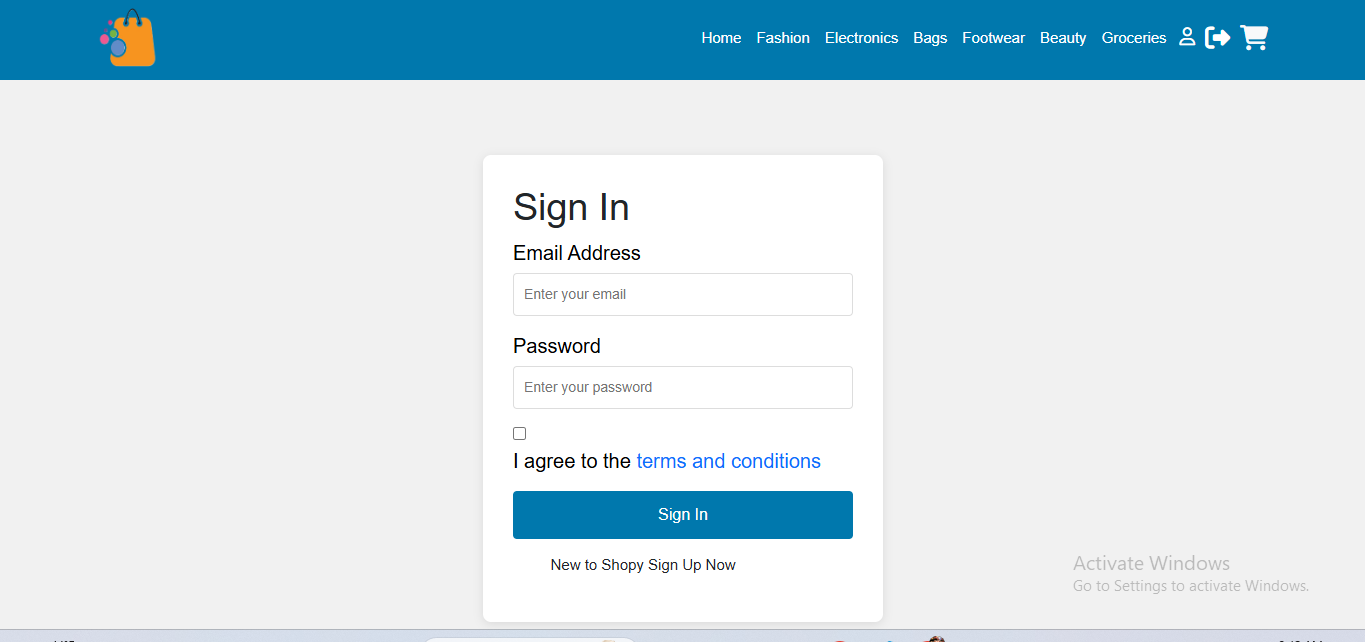 Home Fashion Electronics Bags Footwear Beauty Groceries
Sign In
Email Address
Enter your email
Password
Enter your password
I agree to the terms and conditions
Sign In
New to Shopy Sign Up Now
Activate Windows
Go to Settings to activate Windows.